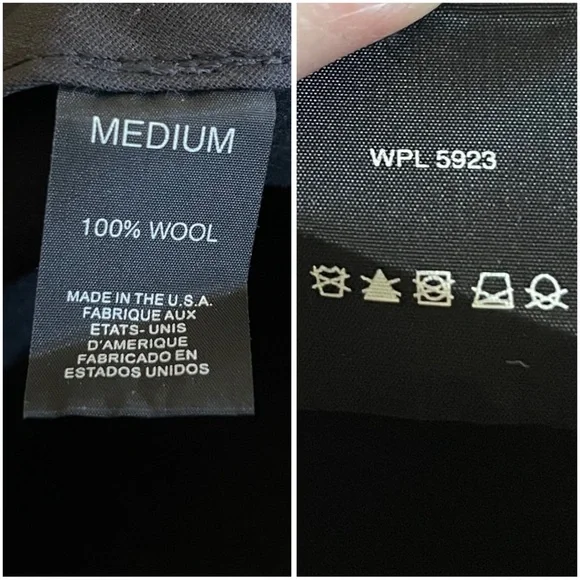 MEDIUM
100% WOOL
MADE IN THE U.S.A.
FABRIQUE AUX
ETATS- UNIS
D'AMERIQUE
FABRICADO EN
ESTADOS UNIDOS
WPL 5923